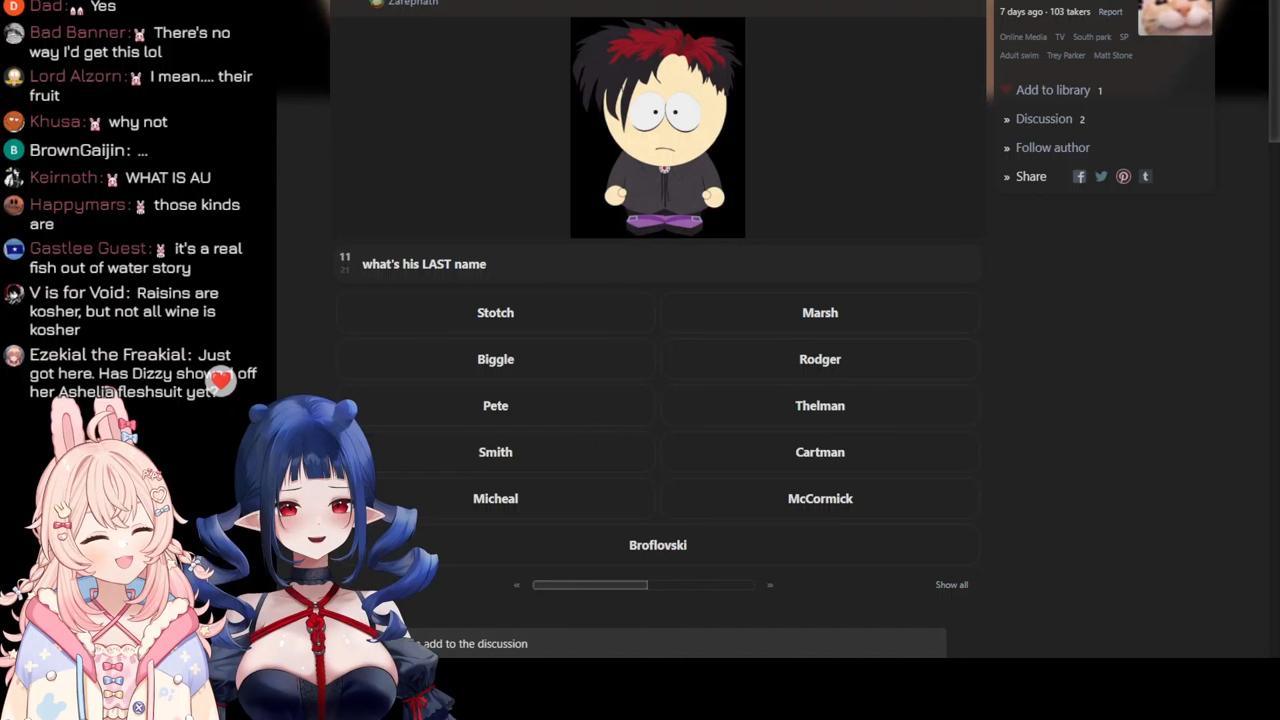 Dad: Yes
Bad Banner: There's no
way I'd get this lol
Lord Alzorn: I mean.... their
fruit
Khusa: why not
B BrownGaijin: ...
Keirnoth: WHAT IS AU
Happymars: those kinds
are
Gastlee Guest: it's a real
fish out of water story
V is for Void: Raisins are
kosher, but not all wine is
kosher
Ezekial the Freakial: Just
got here. Has Dizzy show off
her Ashelia fleshsuit yet?
Zarephath
11
21
what's his LAST name
Stotch
Marsh
Biggle
Rodger
Pete
Thelman
Smith
Cartman
Micheal
McCormick
Broflovski
«
»
Show all
add to the discussion
7 days ago · 103 takers Report
Online Media TV South park SP
Adult swim Trey Parker Matt Stone
Add to library 1
» Discussion 2
» Follow author
» Share